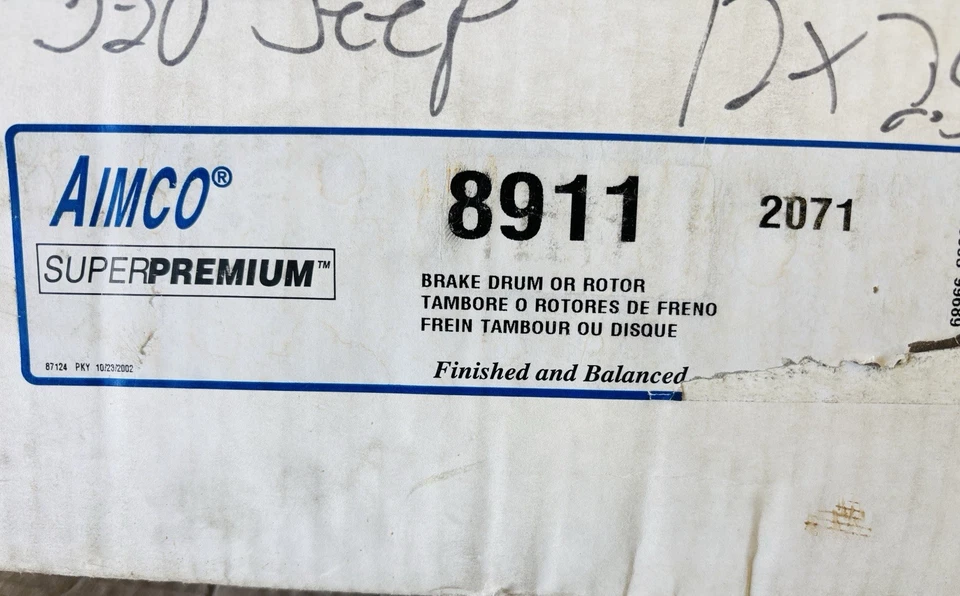 Jeep
AIMCO®
SUPERPREMIUM™
8911
2071
BRAKE DRUM OR ROTOR
TAMBORE O ROTORES DE FRENO
FREIN TAMBOUR OU DISQUE
Finished and Balanced
87124 PKY 10/23/2002